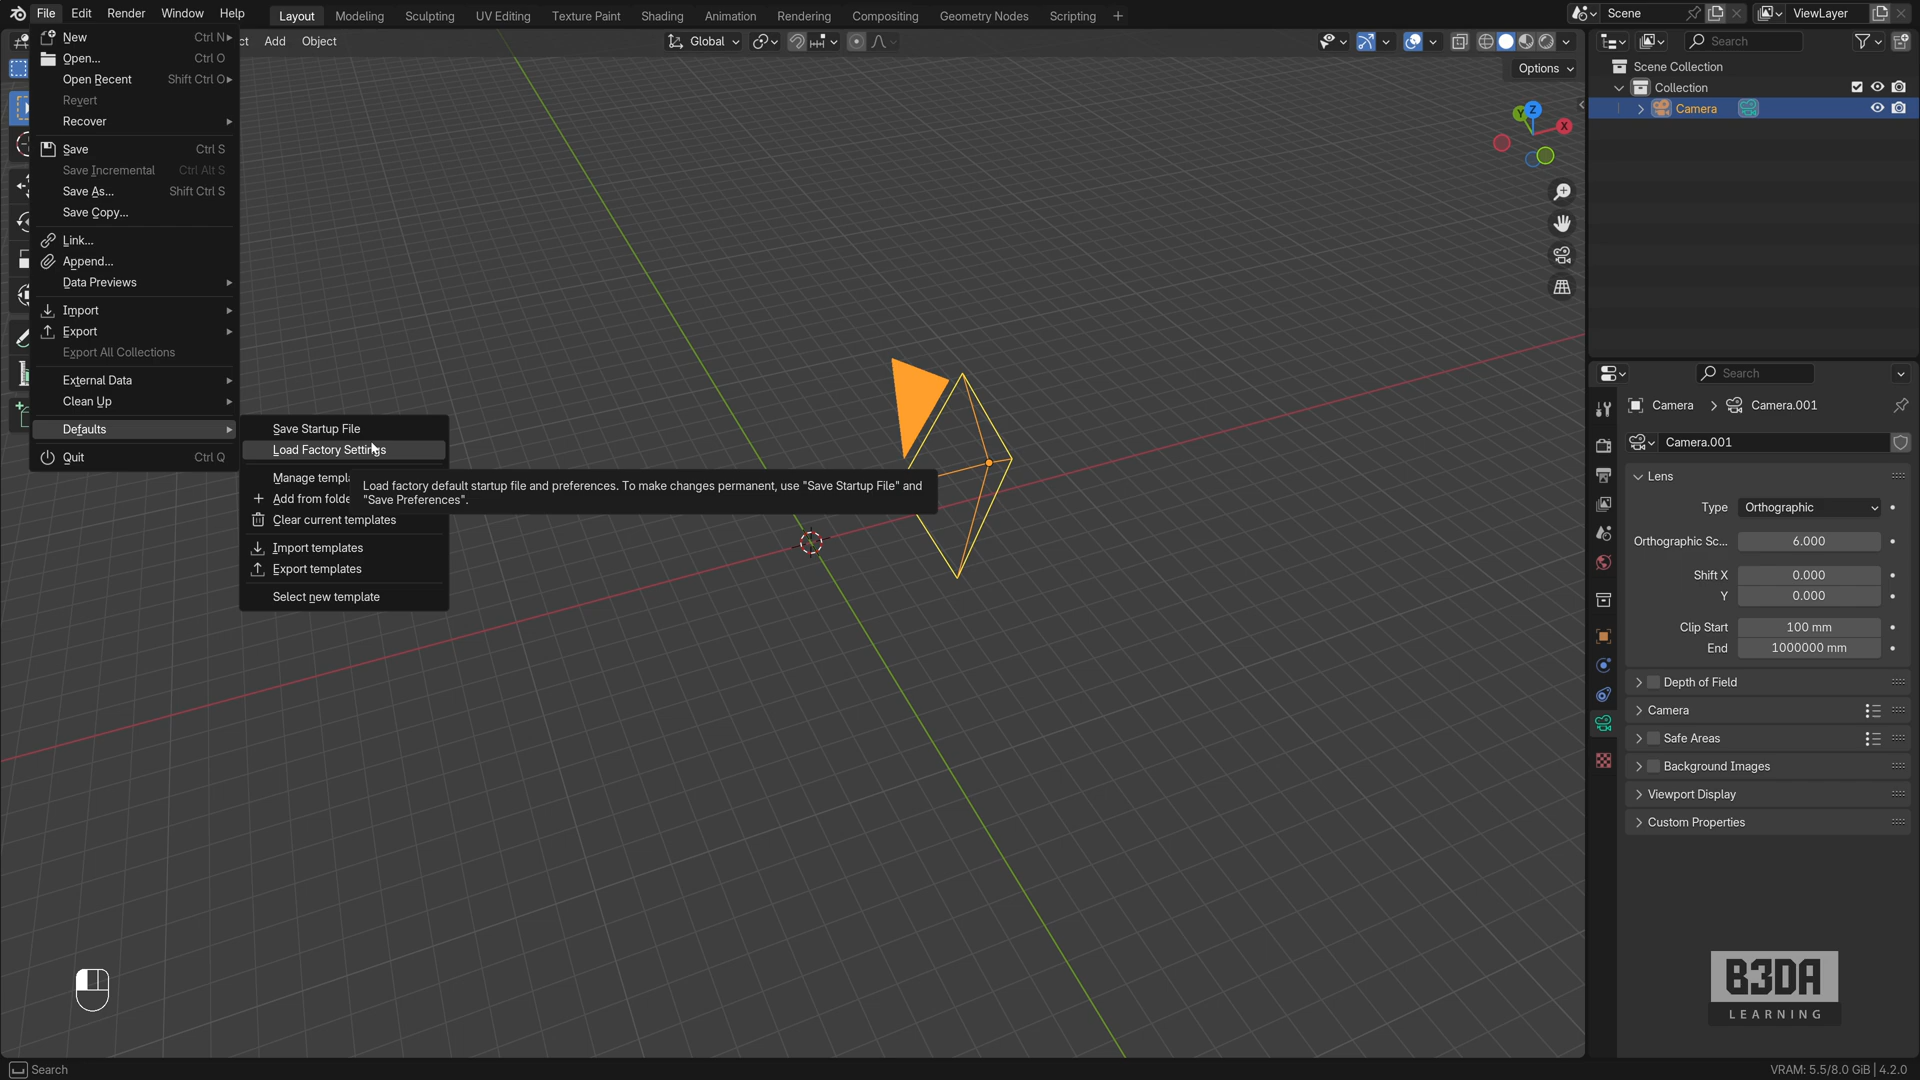 File Edit Render Window Help Layout Modeling Sculpting UV Editing Texture Paint Shading Animation Rendering Compositing Geometry Nodes Scripting + Scene ViewLayer
ct Add Object Global Search
Options
New Ctrl N
Open... Ctrl O
Open Recent Shift Ctrl O
Revert
Recover
Save Ctrl S
Save Incremental Ctrl Alt S
Save As... Shift Ctrl S
Save Copy...
Link...
Append...
Data Previews
Import
Export
Export All Collections
External Data
Clean Up
Defaults
Quit Ctrl Q
Save Startup File
Load Factory Settings
Manage templa
Add from folde
Clear current templates
Import templates
Export templates
Select new template
Load factory default startup file and preferences. To make changes permanent, use "Save Startup File" and
"Save Preferences".
Z
Y
X
Scene Collection
Collection
Camera
Search
Camera > Camera.001
Camera.001
Lens
Type Orthographic
Orthographic Sc... 6.000
Shift X 0.000
Y 0.000
Clip Start 100 mm
End 1000000 mm
Depth of Field
Camera
Safe Areas
Background Images
Viewport Display
Custom Properties
B3DA
LEARNING
Search VRAM: 5.5/8.0 GiB | 4.2.0